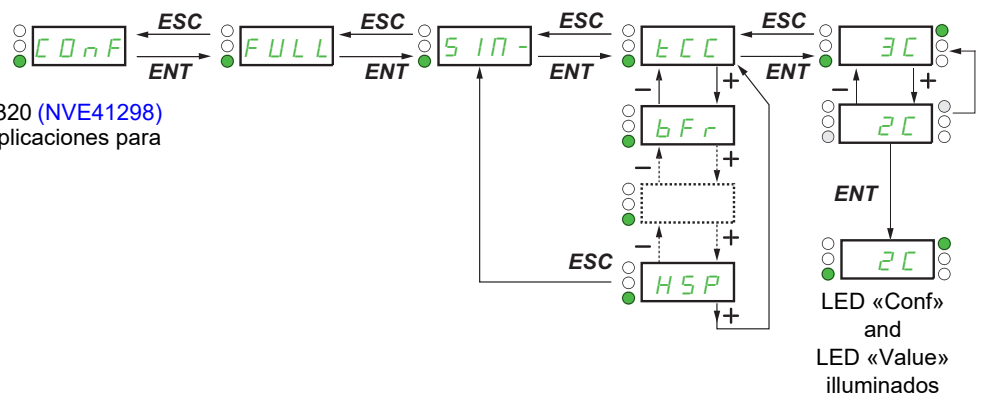 ESC ESC ESC ESC
COnF FULL SIM- tCC 3C
ENT ENT ENT ENT
320 (NVE41298)
plicaciones para
- + - +
bFr 2C
- +
ENT
- +
ESC
HSP 2C
+
LED «Conf»
and
LED «Value»
illuminados